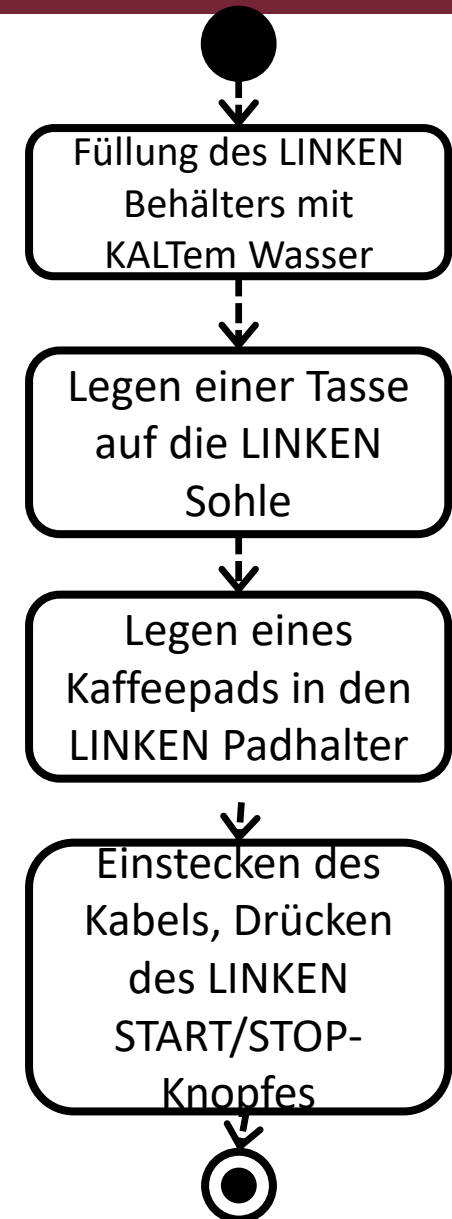 Füllung des LINKEN
Behälters mit
KALTem Wasser
Legen einer Tasse
auf die LINKEN
Sohle
Legen eines
Kaffeepads in den
LINKEN Padhalter
Einstecken des
Kabels, Drücken
des LINKEN
START/STOP-
Knopfes